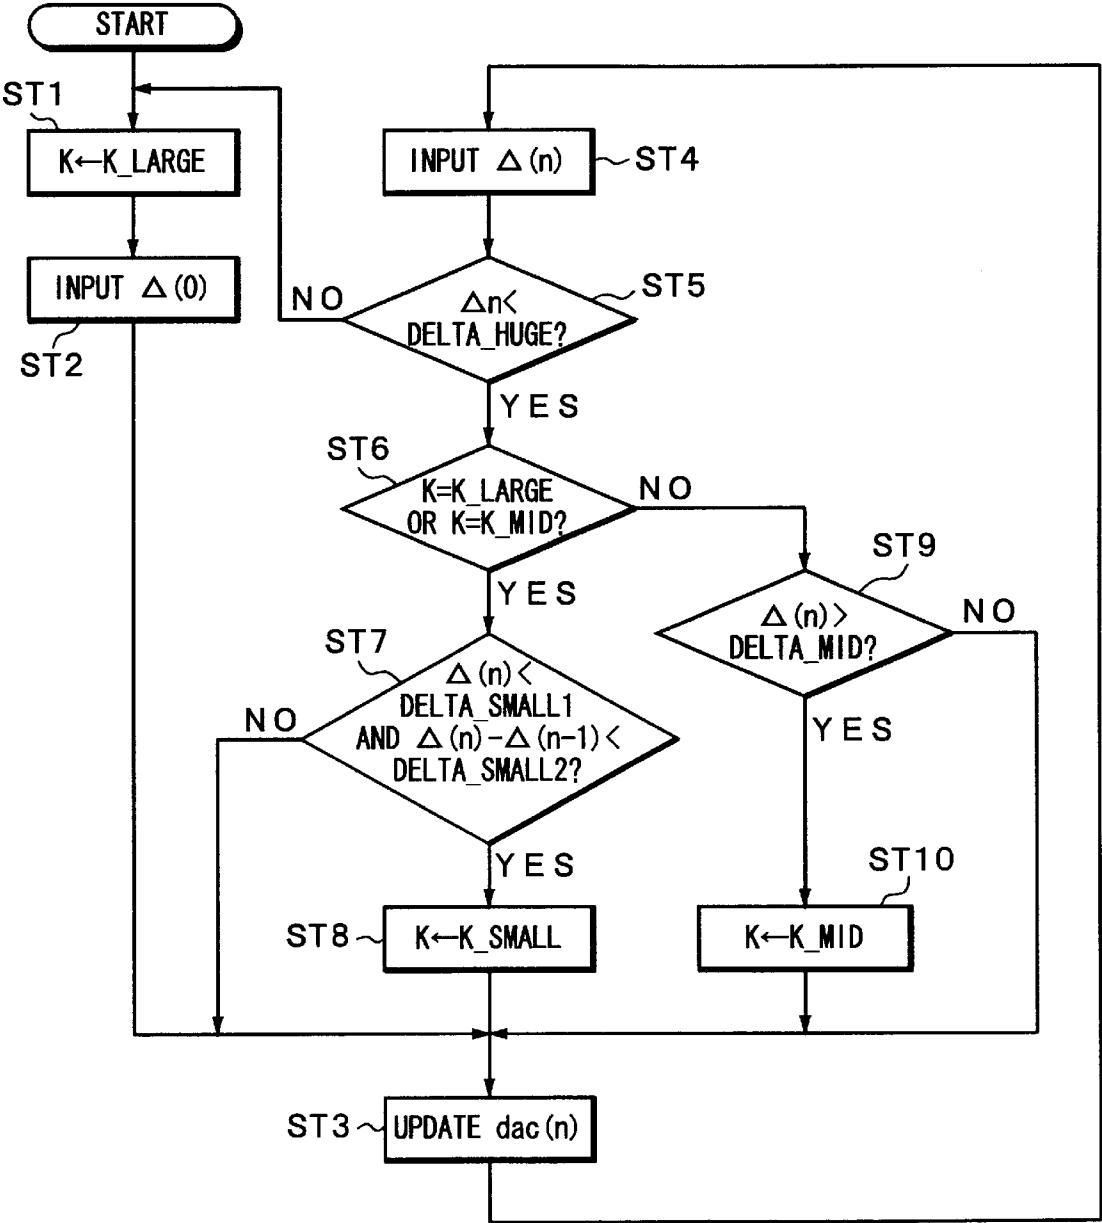 START
ST1
K←K_LARGE
INPUT △(0)
ST2
INPUT △(n)
ST4
NO
△n<
DELTA_HUGE?
ST5
YES
ST6
K=K_LARGE
OR K=K_MID?
NO
YES
ST9
△(n)>
DELTA_MID?
NO
YES
ST7
△(n)<
DELTA_SMALL1
AND △(n)-△(n-1)<
DELTA_SMALL2?
NO
YES
ST8
K←K_SMALL
ST10
K←K_MID
ST3
UPDATE dac(n)